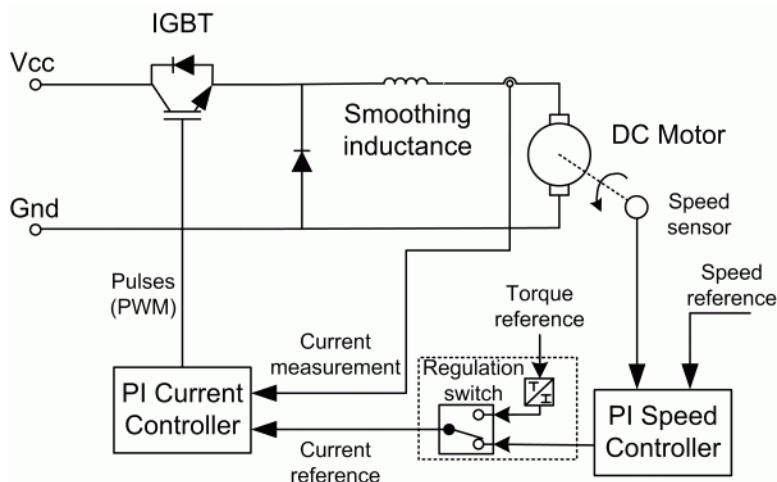 IGBT
Vcc
Smoothing
inductance
DC Motor
Gnd
Speed
sensor
Pulses
(PWM)
Speed
reference
Torque
reference
Current
measurement
Regulation
switch
T
I
PI Current
Controller
PI Speed
Controller
Current
reference